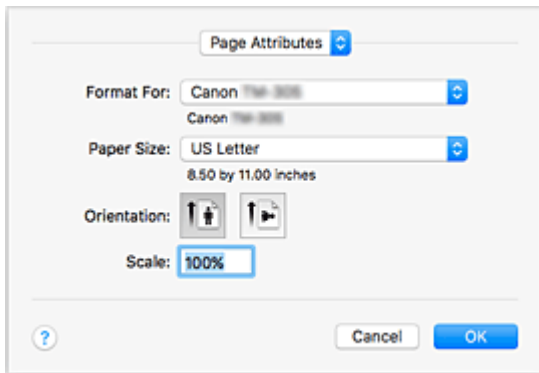 Page Attributes
Format For: Canon
Canon
Paper Size: US Letter
8.50 by 11.00 inches
Orientation:
Scale: 100%
? Cancel OK